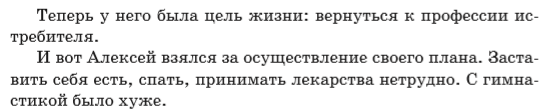 Теперь у него была цель жизни: вернуться к профессии ис-
требителя.
И вот Алексей взялся за осуществление своего плана. Заста-
вить себя есть, спать, принимать лекарства нетрудно. С гимна-
стикой было хуже.